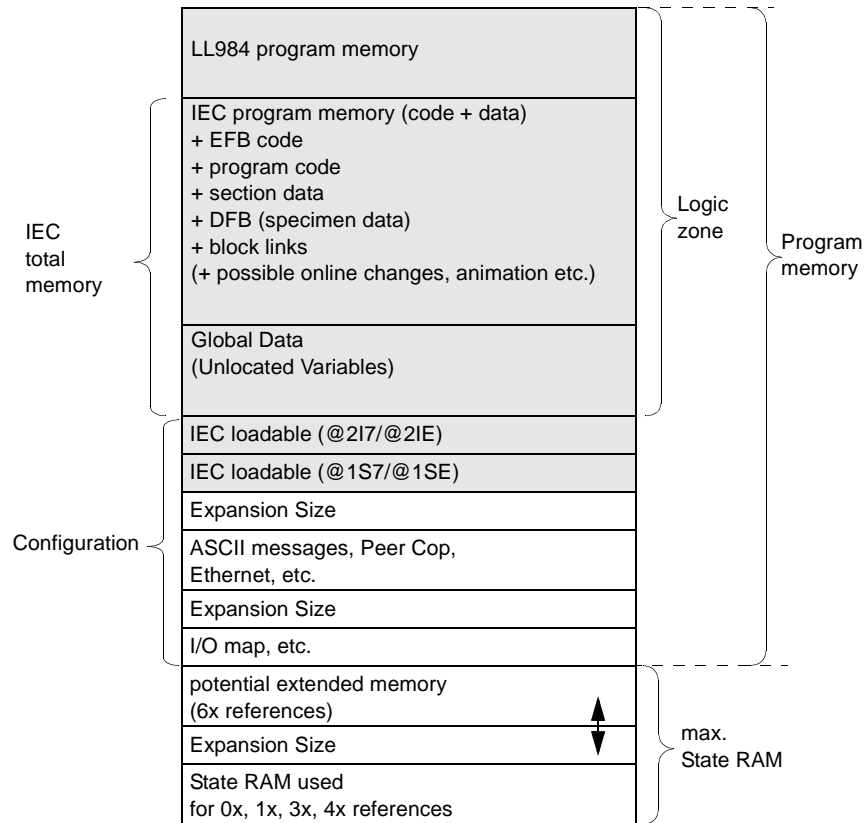 LL984 program memory
IEC program memory (code + data)
+ EFB code
+ program code
+ section data
+ DFB (specimen data)
+ block links
(+ possible online changes, animation etc.)
Global Data
(Unlocated Variables)
IEC loadable (@2I7/@2IE)
IEC loadable (@1S7/@1SE)
Expansion Size
ASCII messages, Peer Cop,
Ethernet, etc.
Expansion Size
I/O map, etc.
potential extended memory
(6x references)
Expansion Size
State RAM used
for 0x, 1x, 3x, 4x references
IEC
total
memory
Configuration
Logic
zone
Program
memory
max.
State RAM